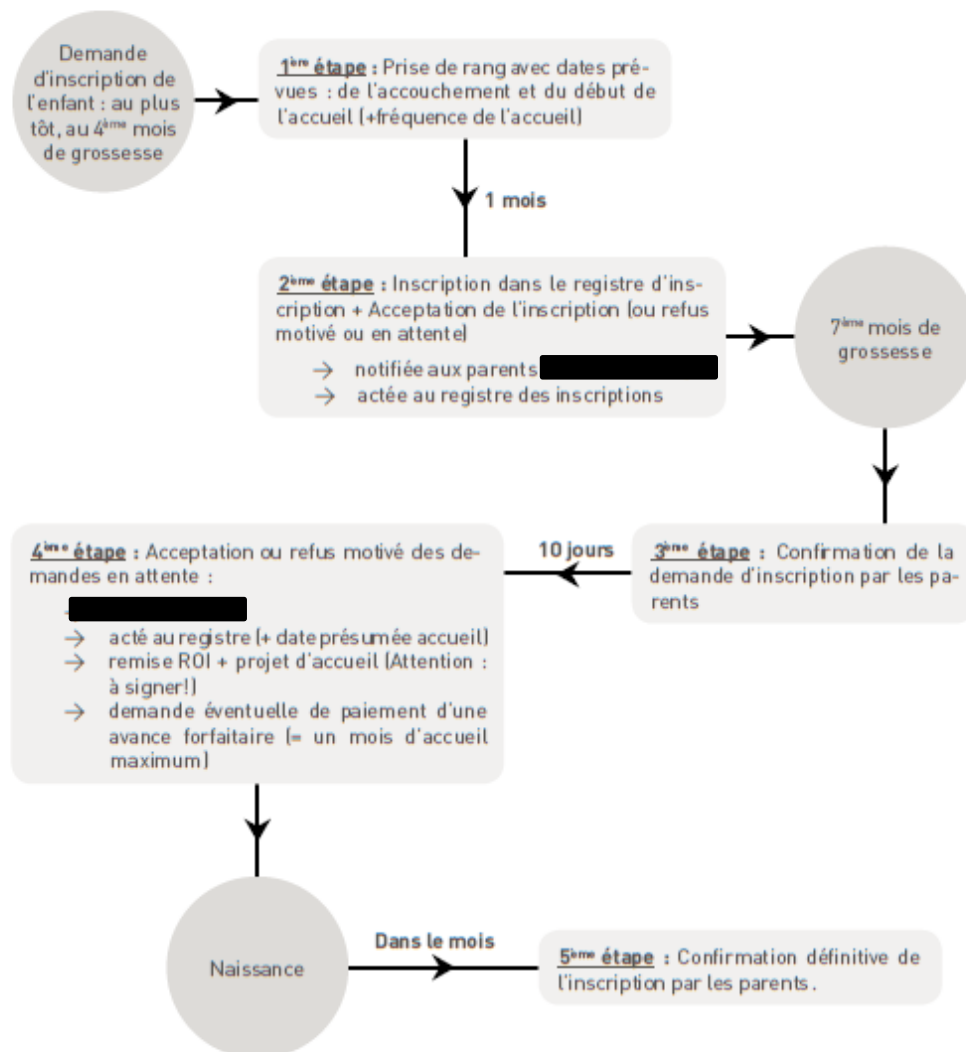 Demande
d'inscription de
l'enfant : au plus
tôt, au 4ème mois
de grossesse
1ère étape : Prise de rang avec dates pré-
vues : de l'accouchement et du début de
l'accueil (+fréquence de l'accueil)
1 mois
2ème étape : Inscription dans le registre d'ins-
cription + Acceptation de l'inscription (ou refus
motivé ou en attente)
→ notifiée aux parents
→ actée au registre des inscriptions
7ème mois de
grossesse
3ème étape : Confirmation de la
demande d'inscription par les pa-
rents
10 jours
4ème étape : Acceptation ou refus motivé des de-
mandes en attente :
→ acté au registre (+ date présumée accueil)
→ remise ROI + projet d'accueil (Attention :
à signer!)
→ demande éventuelle de paiement d'une
avance forfaitaire (= un mois d'accueil
maximum)
Naissance
Dans le mois
5ème étape : Confirmation définitive de
l'inscription par les parents.